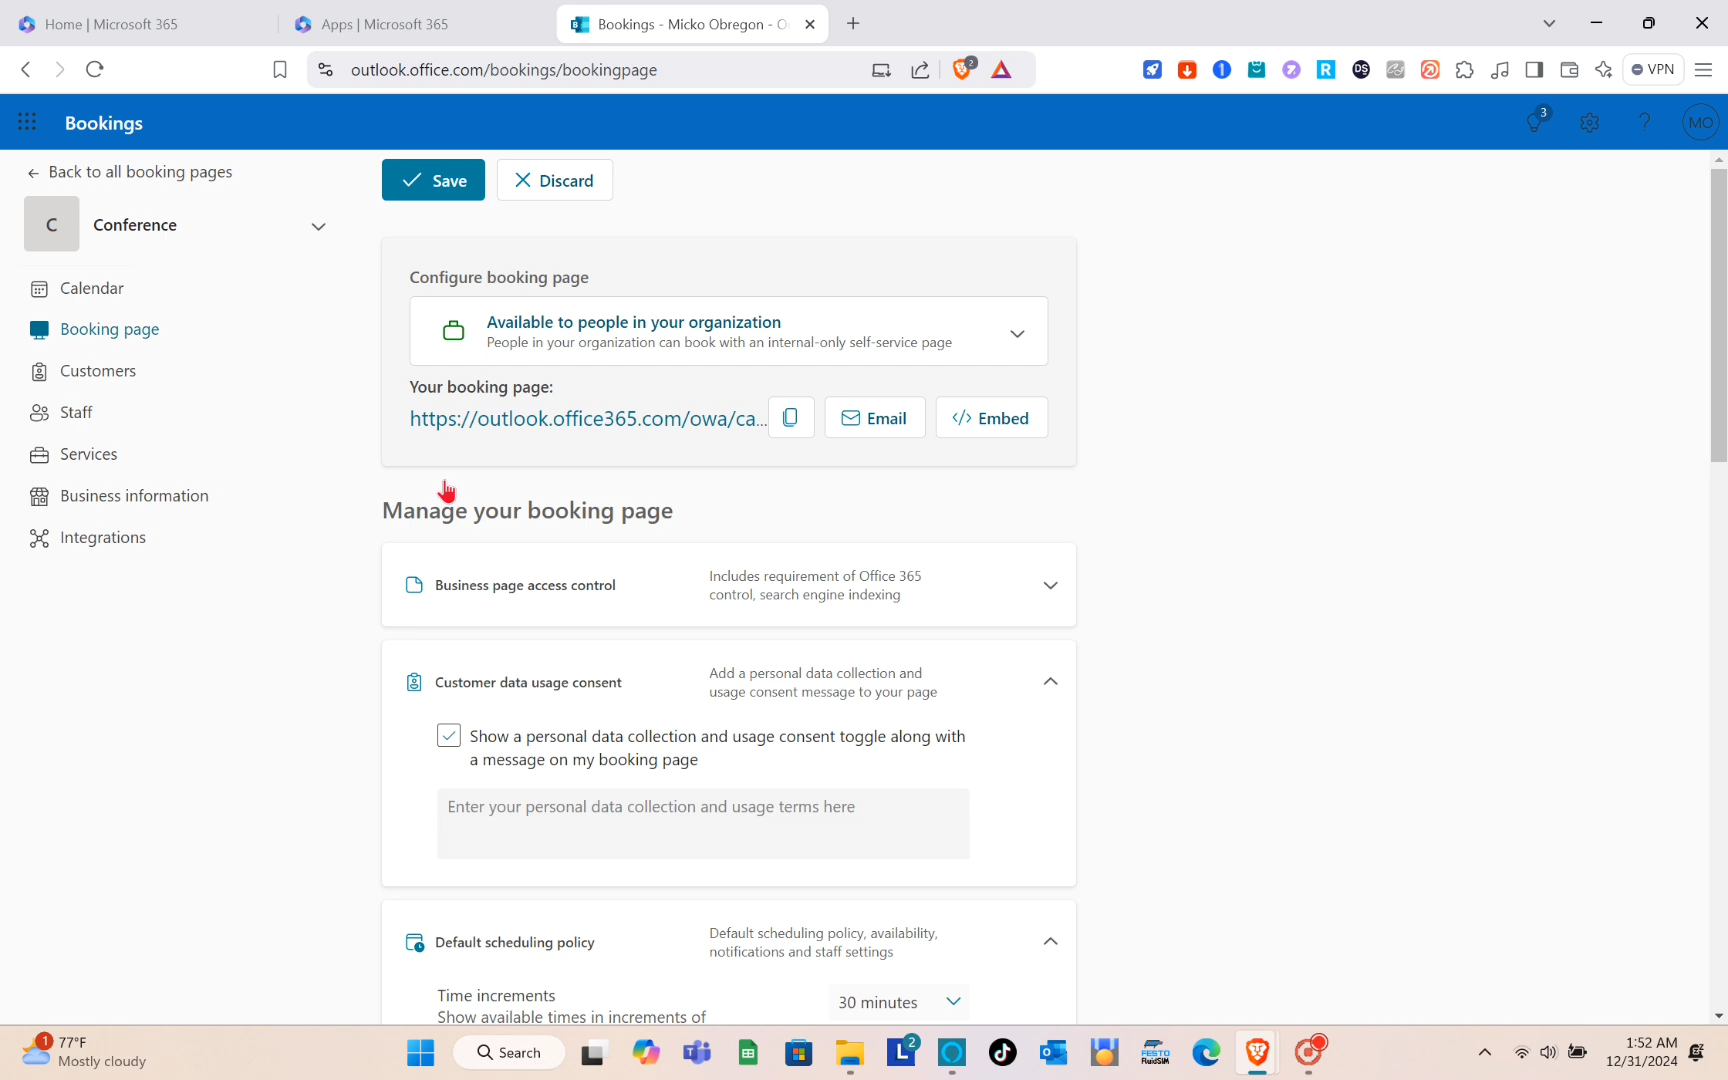 Home | Microsoft 365
Apps | Microsoft 365
Bookings - Micko Obregon - O
outlook.office.com/bookings/bookingpage
2
R
DS
VPN
Bookings
3
MO
Back to all booking pages
Save
Discard
C
Conference
Calendar
Booking page
Customers
Staff
Services
Business information
Integrations
Configure booking page
Available to people in your organization
People in your organization can book with an internal-only self-service page
Your booking page:
https://outlook.office365.com/owa/ca...
Email
Embed
Manage your booking page
Business page access control
Includes requirement of Office 365
control, search engine indexing
Customer data usage consent
Add a personal data collection and
usage consent message to your page
Show a personal data collection and usage consent toggle along with
a message on my booking page
Enter your personal data collection and usage terms here
Default scheduling policy
Default scheduling policy, availability,
notifications and staff settings
Time increments
Show available times in increments of
30 minutes
1
77°F
Mostly cloudy
Search
L
2
FESTO
FluidSIM
1:52 AM
12/31/2024